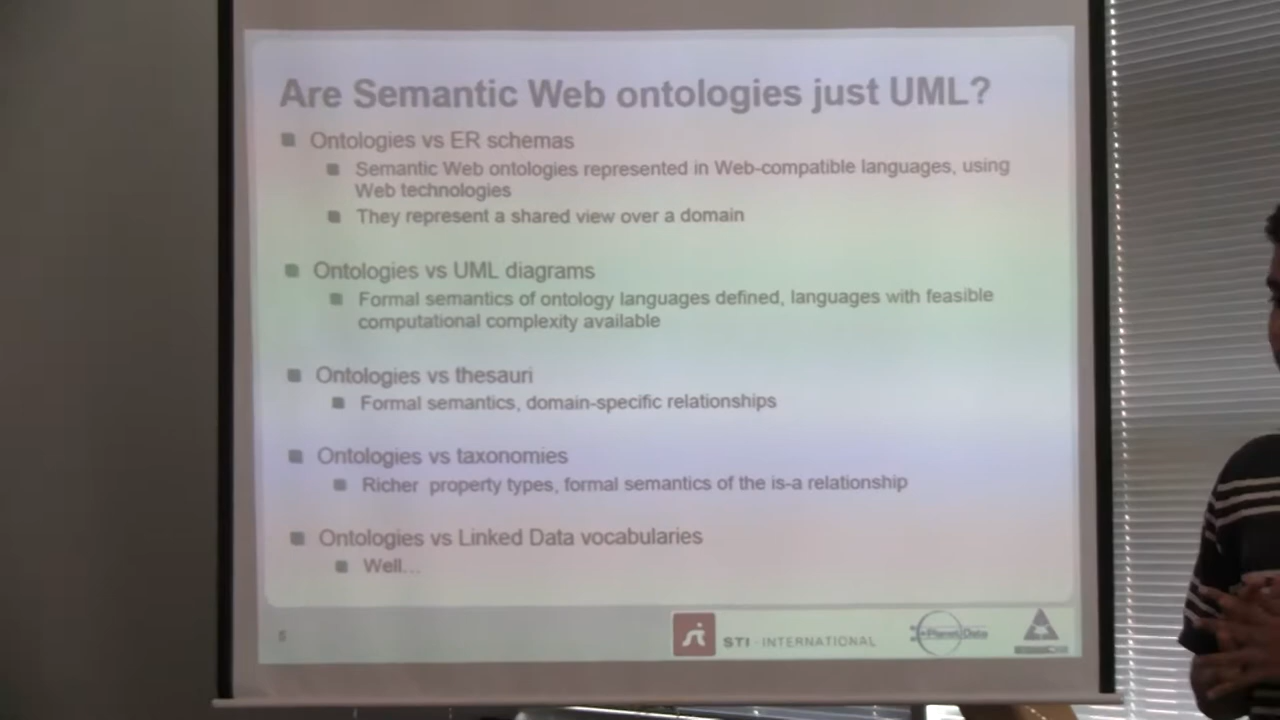 Are Semantic Web ontologies just UML?
Ontologies vs ER schemas
Semantic Web ontologies represented in Web-compatible languages, using
Web technologies
They represent a shared view over a domain
Ontologies vs UML diagrams
Formal semantics of ontology languages defined, languages with feasible
computational complexity available
Ontologies vs thesauri
Formal semantics, domain-specific relationships
Ontologies vs taxonomies
Richer property types, formal semantics of the is-a relationship
Ontologies vs Linked Data vocabularies
Well...
5
STI · INTERNATIONAL
PlanetData